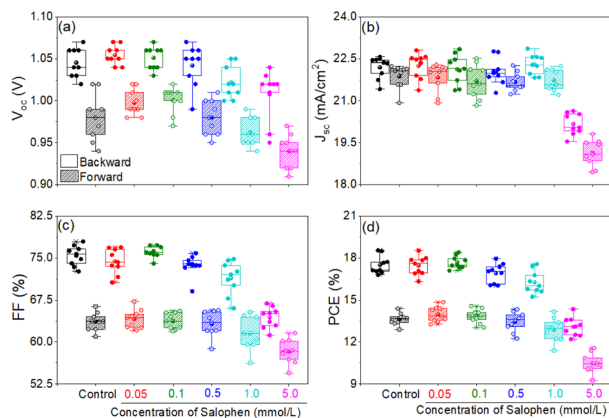 (a)
1.10
1.05
1.00
0.95
0.90
V_OC (V)
Backward
Forward
(b)
24.0
22.5
21.0
19.5
18.0
J_sc (mA/cm²)
(c)
82.5
75.0
67.5
60.0
52.5
FF (%)
Control 0.05 0.1 0.5 1.0 5.0
Concentration of Salophen (mmol/L)
(d)
21
18
15
12
9
PCE (%)
Control 0.05 0.1 0.5 1.0 5.0
Concentration of Salophen (mmol/L)